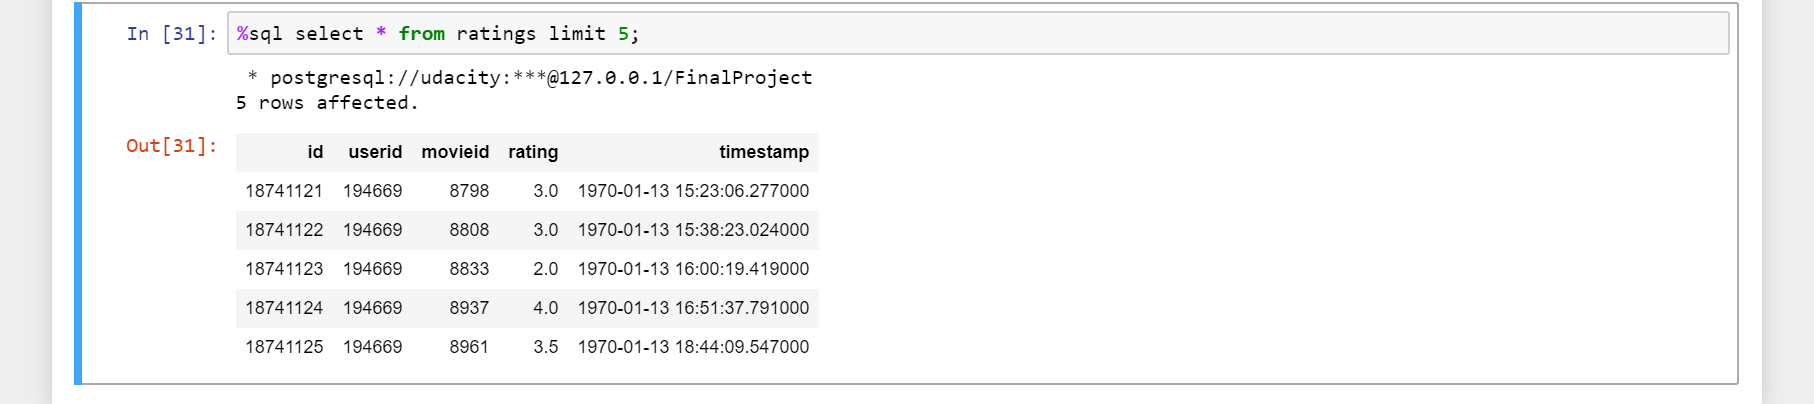 In [31]: %sql select * from ratings limit 5;
* postgresql://udacity:***@127.0.0.1/FinalProject
5 rows affected.
Out[31]:
id userid movieid rating timestamp
18741121 194669 8798 3.0 1970-01-13 15:23:06.277000
18741122 194669 8808 3.0 1970-01-13 15:38:23.024000
18741123 194669 8833 2.0 1970-01-13 16:00:19.419000
18741124 194669 8937 4.0 1970-01-13 16:51:37.791000
18741125 194669 8961 3.5 1970-01-13 18:44:09.547000